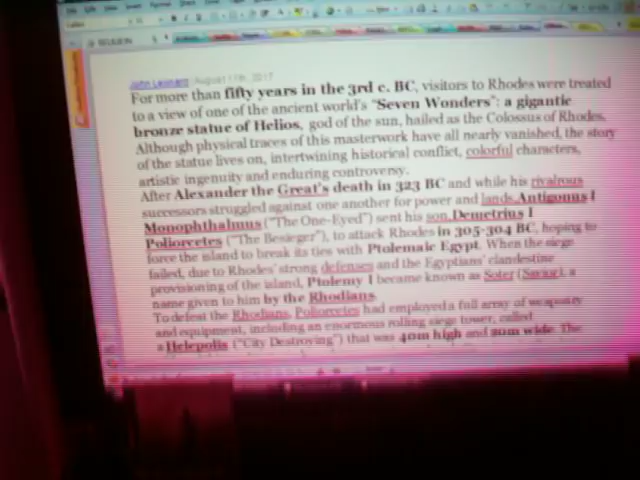 John Leonard August 11th, 2017
For more than fifty years in the 3rd c. BC, visitors to Rhodes were treated
to a view of one of the ancient world's "Seven Wonders": a gigantic
bronze statue of Helios, god of the sun, hailed as the Colossus of Rhodes.
Although physical traces of this masterwork have all nearly vanished, the story
of the statue lives on, intertwining historical conflict, colorful characters,
artistic ingenuity and enduring controversy.
After Alexander the Great's death in 323 BC and while his rivalrous
successors struggled against one another for power and lands, Antigonus I
Monophthalmus ("The One-Eyed") sent his son, Demetrius I
Poliorcetes ("The Besieger"), to attack Rhodes in 305-304 BC, hoping to
force the island to break its ties with Ptolemaic Egypt. When the siege
failed, due to Rhodes' strong defenses and the Egyptians' clandestine
provisioning of the island, Ptolemy I became known as Soter (Savior), a
name given to him by the Rhodians.
To defeat the Rhodians, Poliorcetes had employed a full array of weaponry
and equipment, including an enormous rolling siege tower, called
a Helepolis ("City Destroying") that was 40m high and 20m wide. The